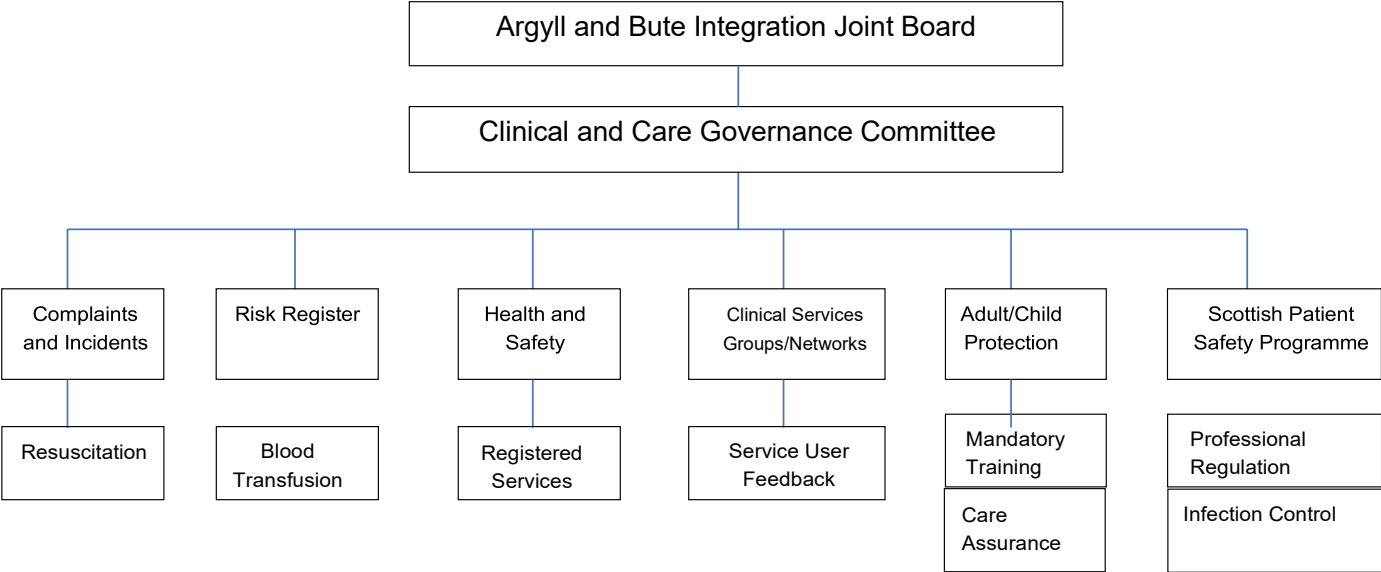 Argyll and Bute Integration Joint Board
Clinical and Care Governance Committee
Complaints
and Incidents
Risk Register
Health and
Safety
Clinical Services
Groups/Networks
Adult/Child
Protection
Scottish Patient
Safety Programme
Resuscitation
Blood
Transfusion
Registered
Services
Service User
Feedback
Mandatory
Training
Professional
Regulation
Care
Assurance
Infection Control